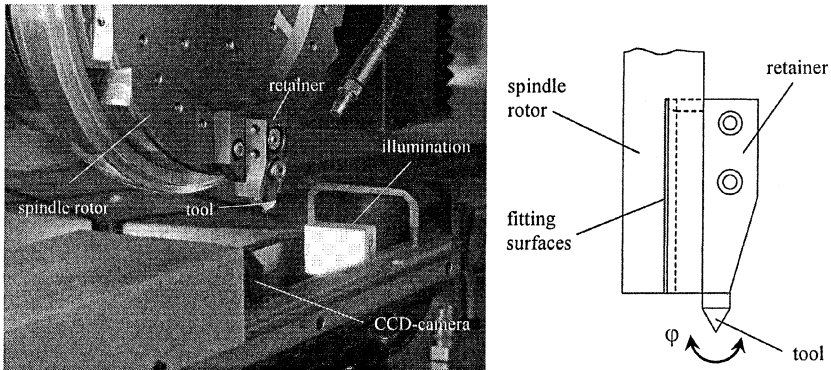 retainer
illumination
spindle rotor
tool
CCD-camera
spindle
rotor
retainer
fitting
surfaces
φ
tool